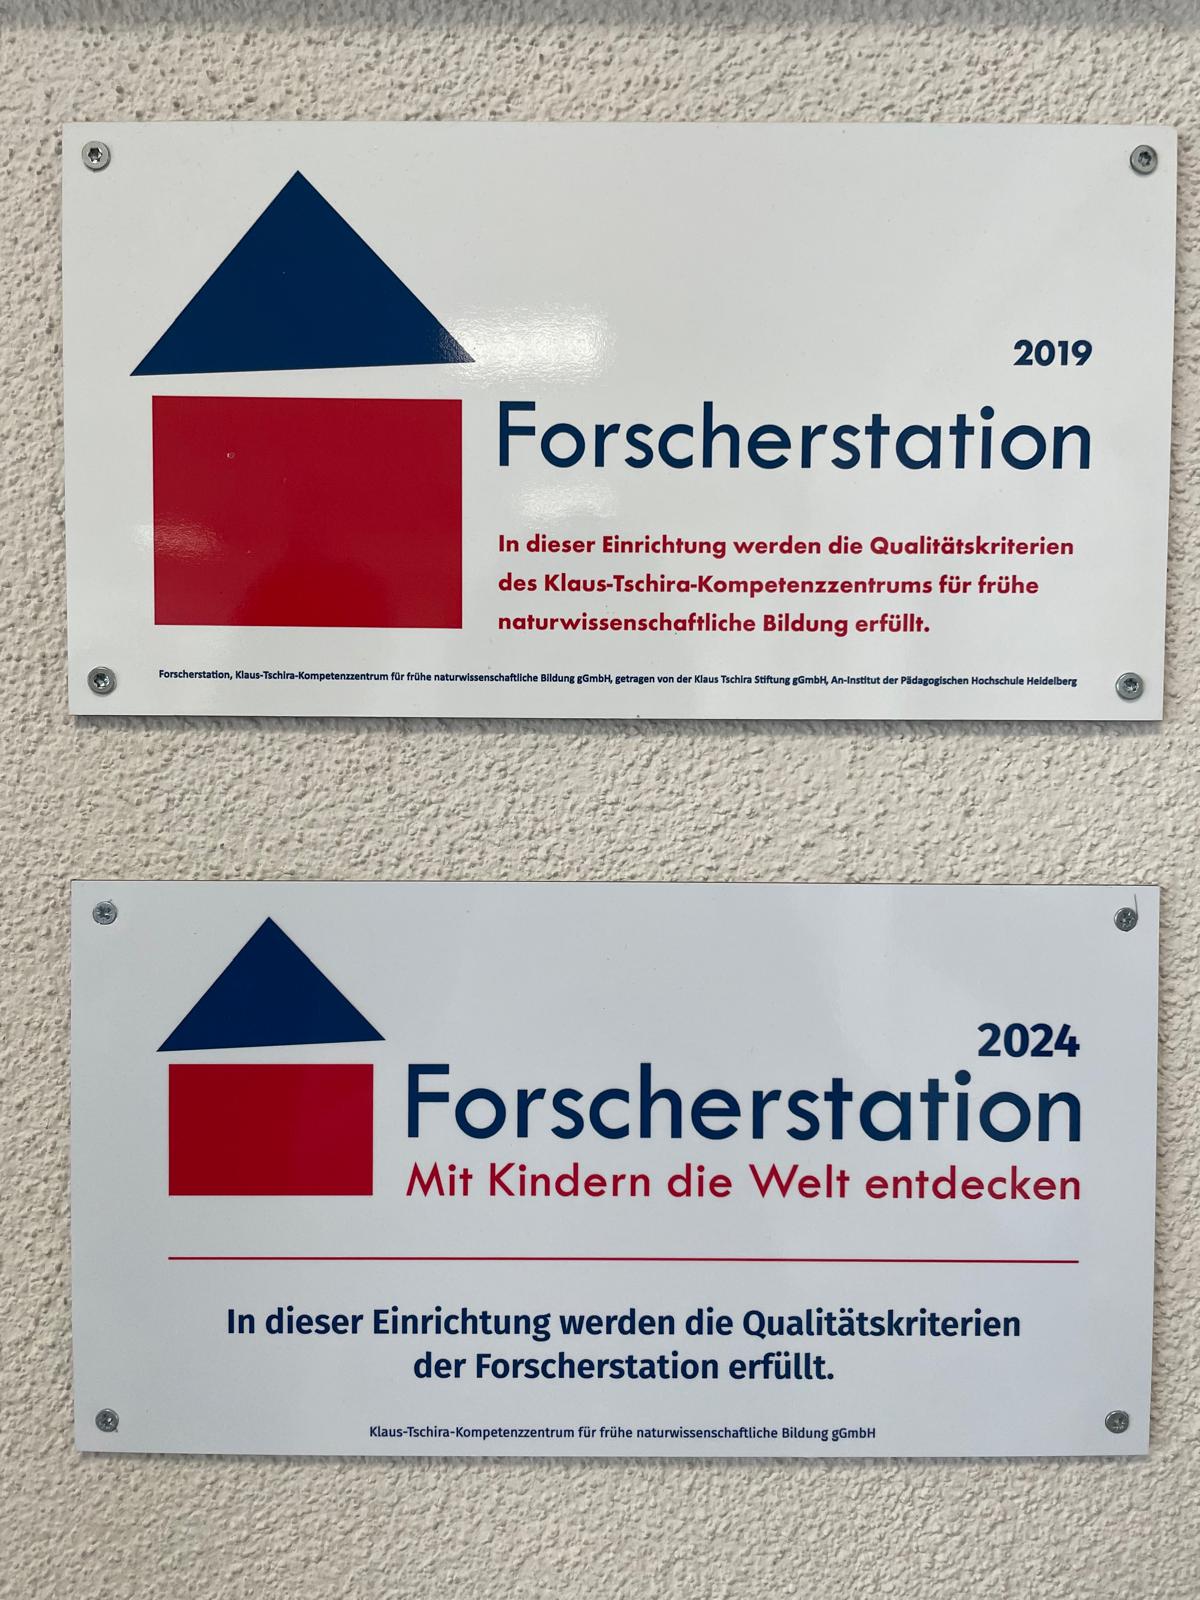 2019
Forscherstation
In dieser Einrichtung werden die Qualitätskriterien
des Klaus-Tschira-Kompetenzzentrums für frühe
naturwissenschaftliche Bildung erfüllt.
Forscherstation, Klaus-Tschira-Kompetenzzentrum für frühe naturwissenschaftliche Bildung gGmbH, getragen von der Klaus Tschira Stiftung gGmbH, An-Institut der Pädagogischen Hochschule Heidelberg
2024
Forscherstation
Mit Kindern die Welt entdecken
In dieser Einrichtung werden die Qualitätskriterien
der Forscherstation erfüllt.
Klaus-Tschira-Kompetenzzentrum für frühe naturwissenschaftliche Bildung gGmbH